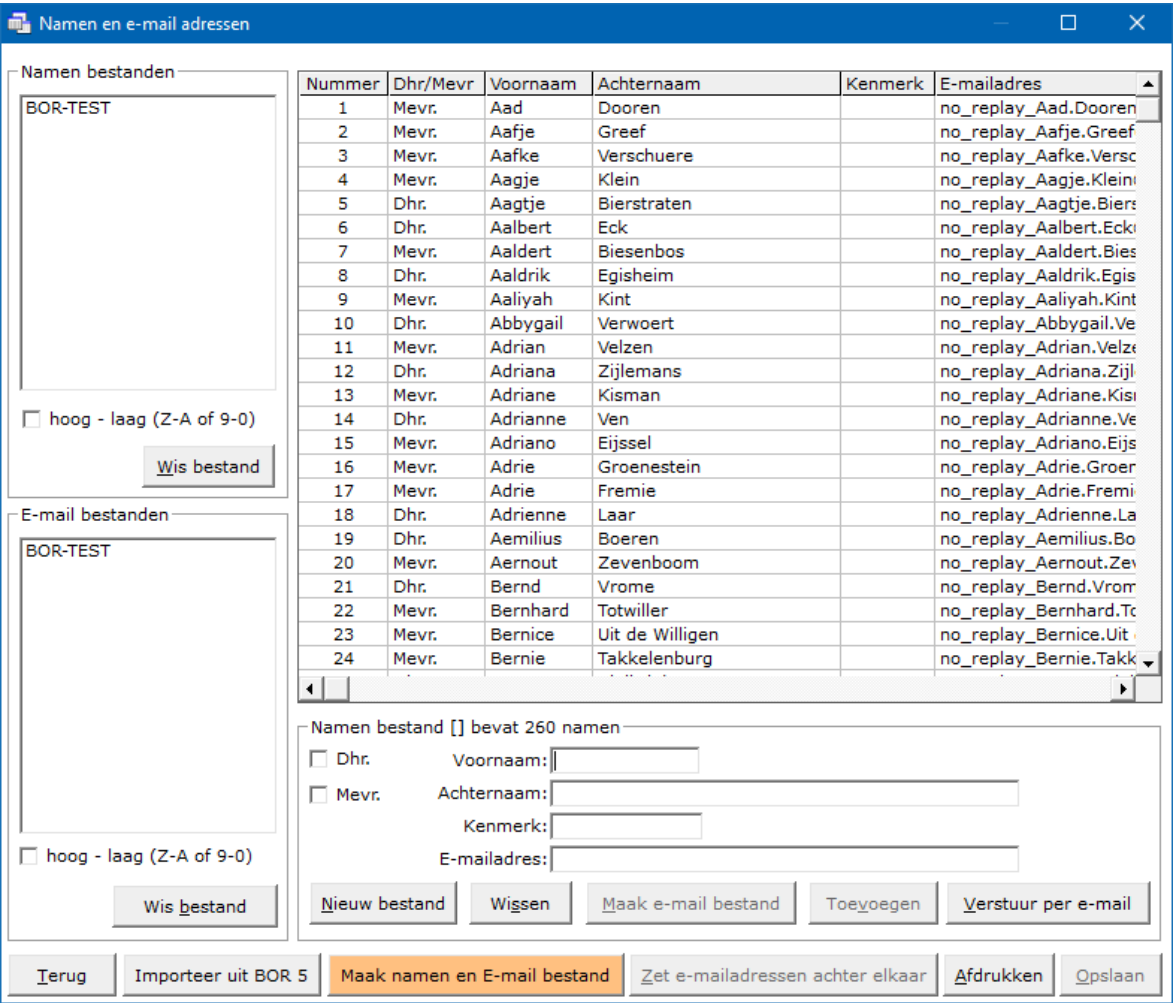 Namen en e-mail adressen
Namen bestanden
BOR-TEST
hoog - laag (Z-A of 9-0)
Wis bestand
E-mail bestanden
BOR-TEST
hoog - laag (Z-A of 9-0)
Wis bestand
Nummer Dhr/Mevr Voornaam Achternaam Kenmerk E-mailadres
1 Mevr. Aad Dooren no_replay_Aad.Dooren
2 Mevr. Aafje Greef no_replay_Aafje.Greef
3 Mevr. Aafke Verschuere no_replay_Aafke.Versc
4 Mevr. Aagje Klein no_replay_Aagje.Klein
5 Dhr. Aagtje Bierstraten no_replay_Aagtje.Biers
6 Dhr. Aalbert Eck no_replay_Aalbert.Eck
7 Mevr. Aaldert Biesenbos no_replay_Aaldert.Bies
8 Dhr. Aaldrik Egisheim no_replay_Aaldrik.Egis
9 Mevr. Aaliyah Kint no_replay_Aaliyah.Kint
10 Dhr. Abbygail Verwoert no_replay_Abbygail.Ve
11 Mevr. Adrian Velzen no_replay_Adrian.Velze
12 Dhr. Adriana Zijlemans no_replay_Adriana.Zijl
13 Mevr. Adriane Kisman no_replay_Adriane.Kis
14 Dhr. Adrianne Ven no_replay_Adrianne.Ve
15 Mevr. Adriano Eijssel no_replay_Adriano.Eijs
16 Mevr. Adrie Groenestein no_replay_Adrie.Groen
17 Mevr. Adrie Fremie no_replay_Adrie.Fremi
18 Dhr. Adrienne Laar no_replay_Adrienne.La
19 Dhr. Aemilius Boeren no_replay_Aemilius.Bo
20 Mevr. Aernout Zevenboom no_replay_Aernout.Zev
21 Dhr. Bernd Vrome no_replay_Bernd.Vrom
22 Mevr. Bernhard Totwiller no_replay_Bernhard.To
23 Mevr. Bernice Uit de Willigen no_replay_Bernice.Uit
24 Mevr. Bernie Takkelenburg no_replay_Bernie.Takk
Namen bestand [] bevat 260 namen
Dhr. Voornaam:
Mevr. Achternaam:
Kenmerk:
E-mailadres:
Nieuw bestand Wissen Maak e-mail bestand Toevoegen Verstuur per e-mail
Terug Importeer uit BOR 5 Maak namen en E-mail bestand Zet e-mailadressen achter elkaar Afdrukken Opslaan